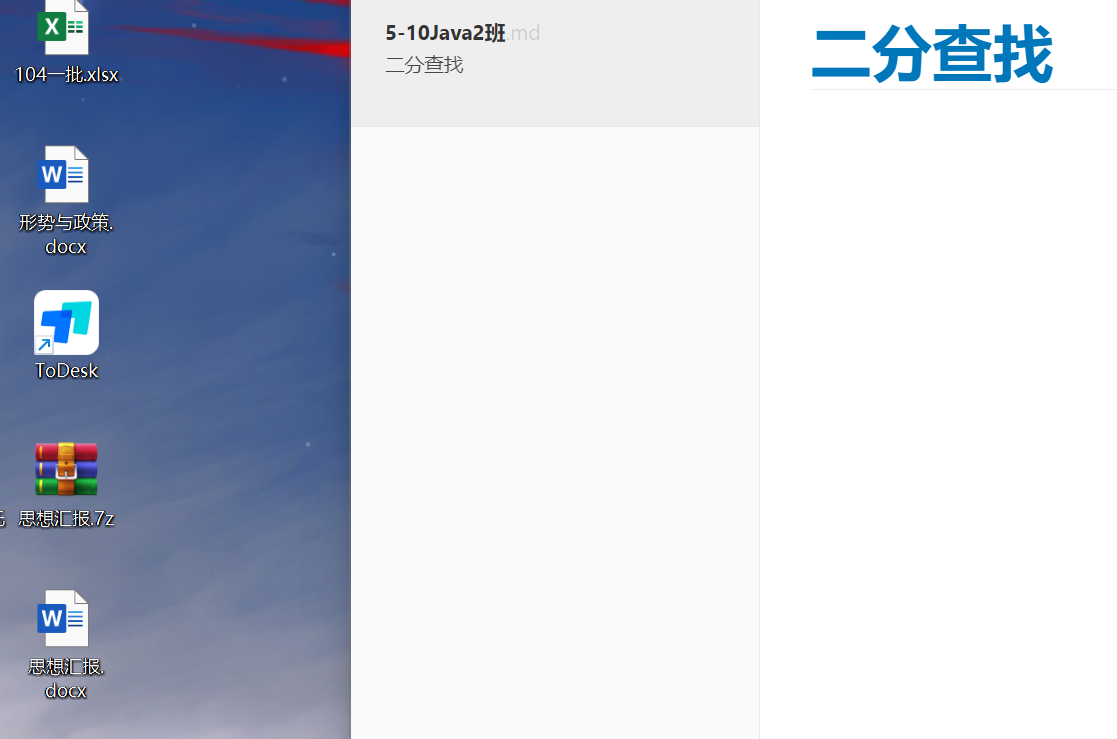 104一批.xlsx
形势与政策.
docx
ToDesk
思想汇报.7z
思想汇报.
docx
5-10Java2班.md
二分查找
二分查找